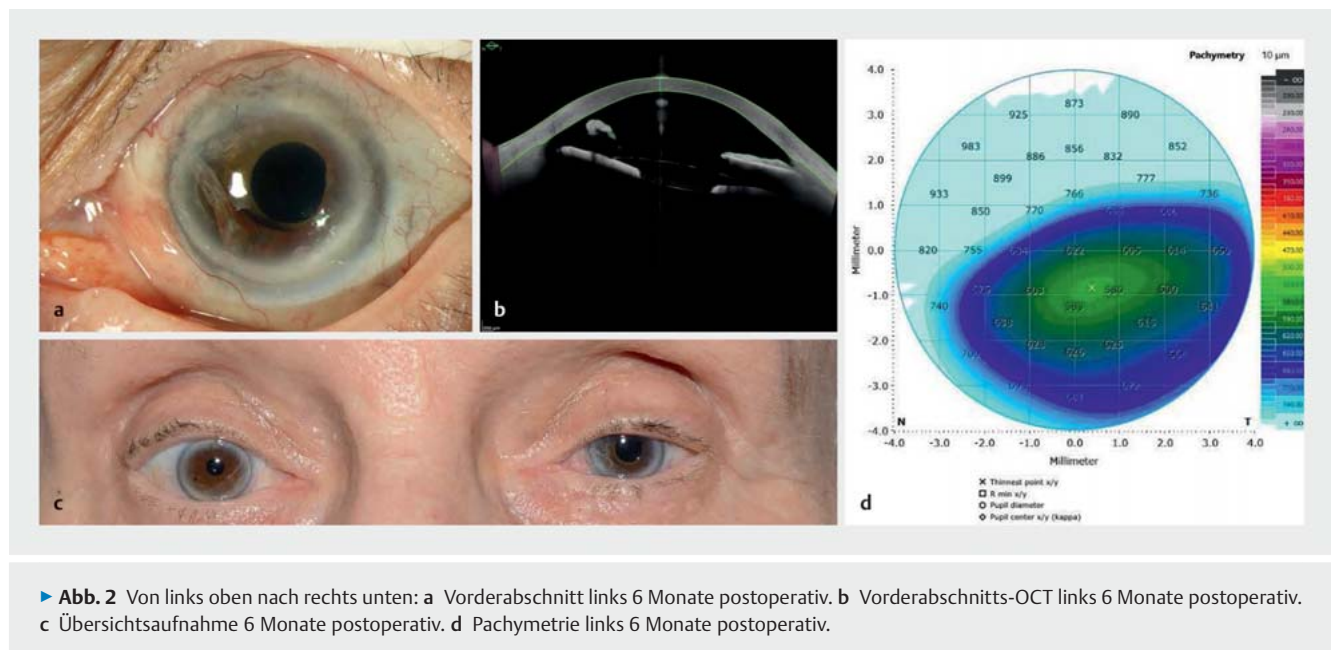 a
b
c
Pachymetry 10 µm
- ∞
4.0
3.0
2.0
1.0
0.0
-1.0
-2.0
-3.0
-4.0
Millimeter
873
925
890
983
856
852
886
832
899
777
933
766
736
850
770
820
755
622
740
N
T
-4.0 -3.0 -2.0 -1.0 0.0 1.0 2.0 3.0 4.0
Millimeter
Thinnest point x/y
R min x/y
Pupil diameter
Pupil center x/y (kappa)
+ ∞
d
► Abb. 2 Von links oben nach rechts unten: a Vorderabschnitt links 6 Monate postoperativ. b Vorderabschnitts-OCT links 6 Monate postoperativ.
c Übersichtsaufnahme 6 Monate postoperativ. d Pachymetrie links 6 Monate postoperativ.